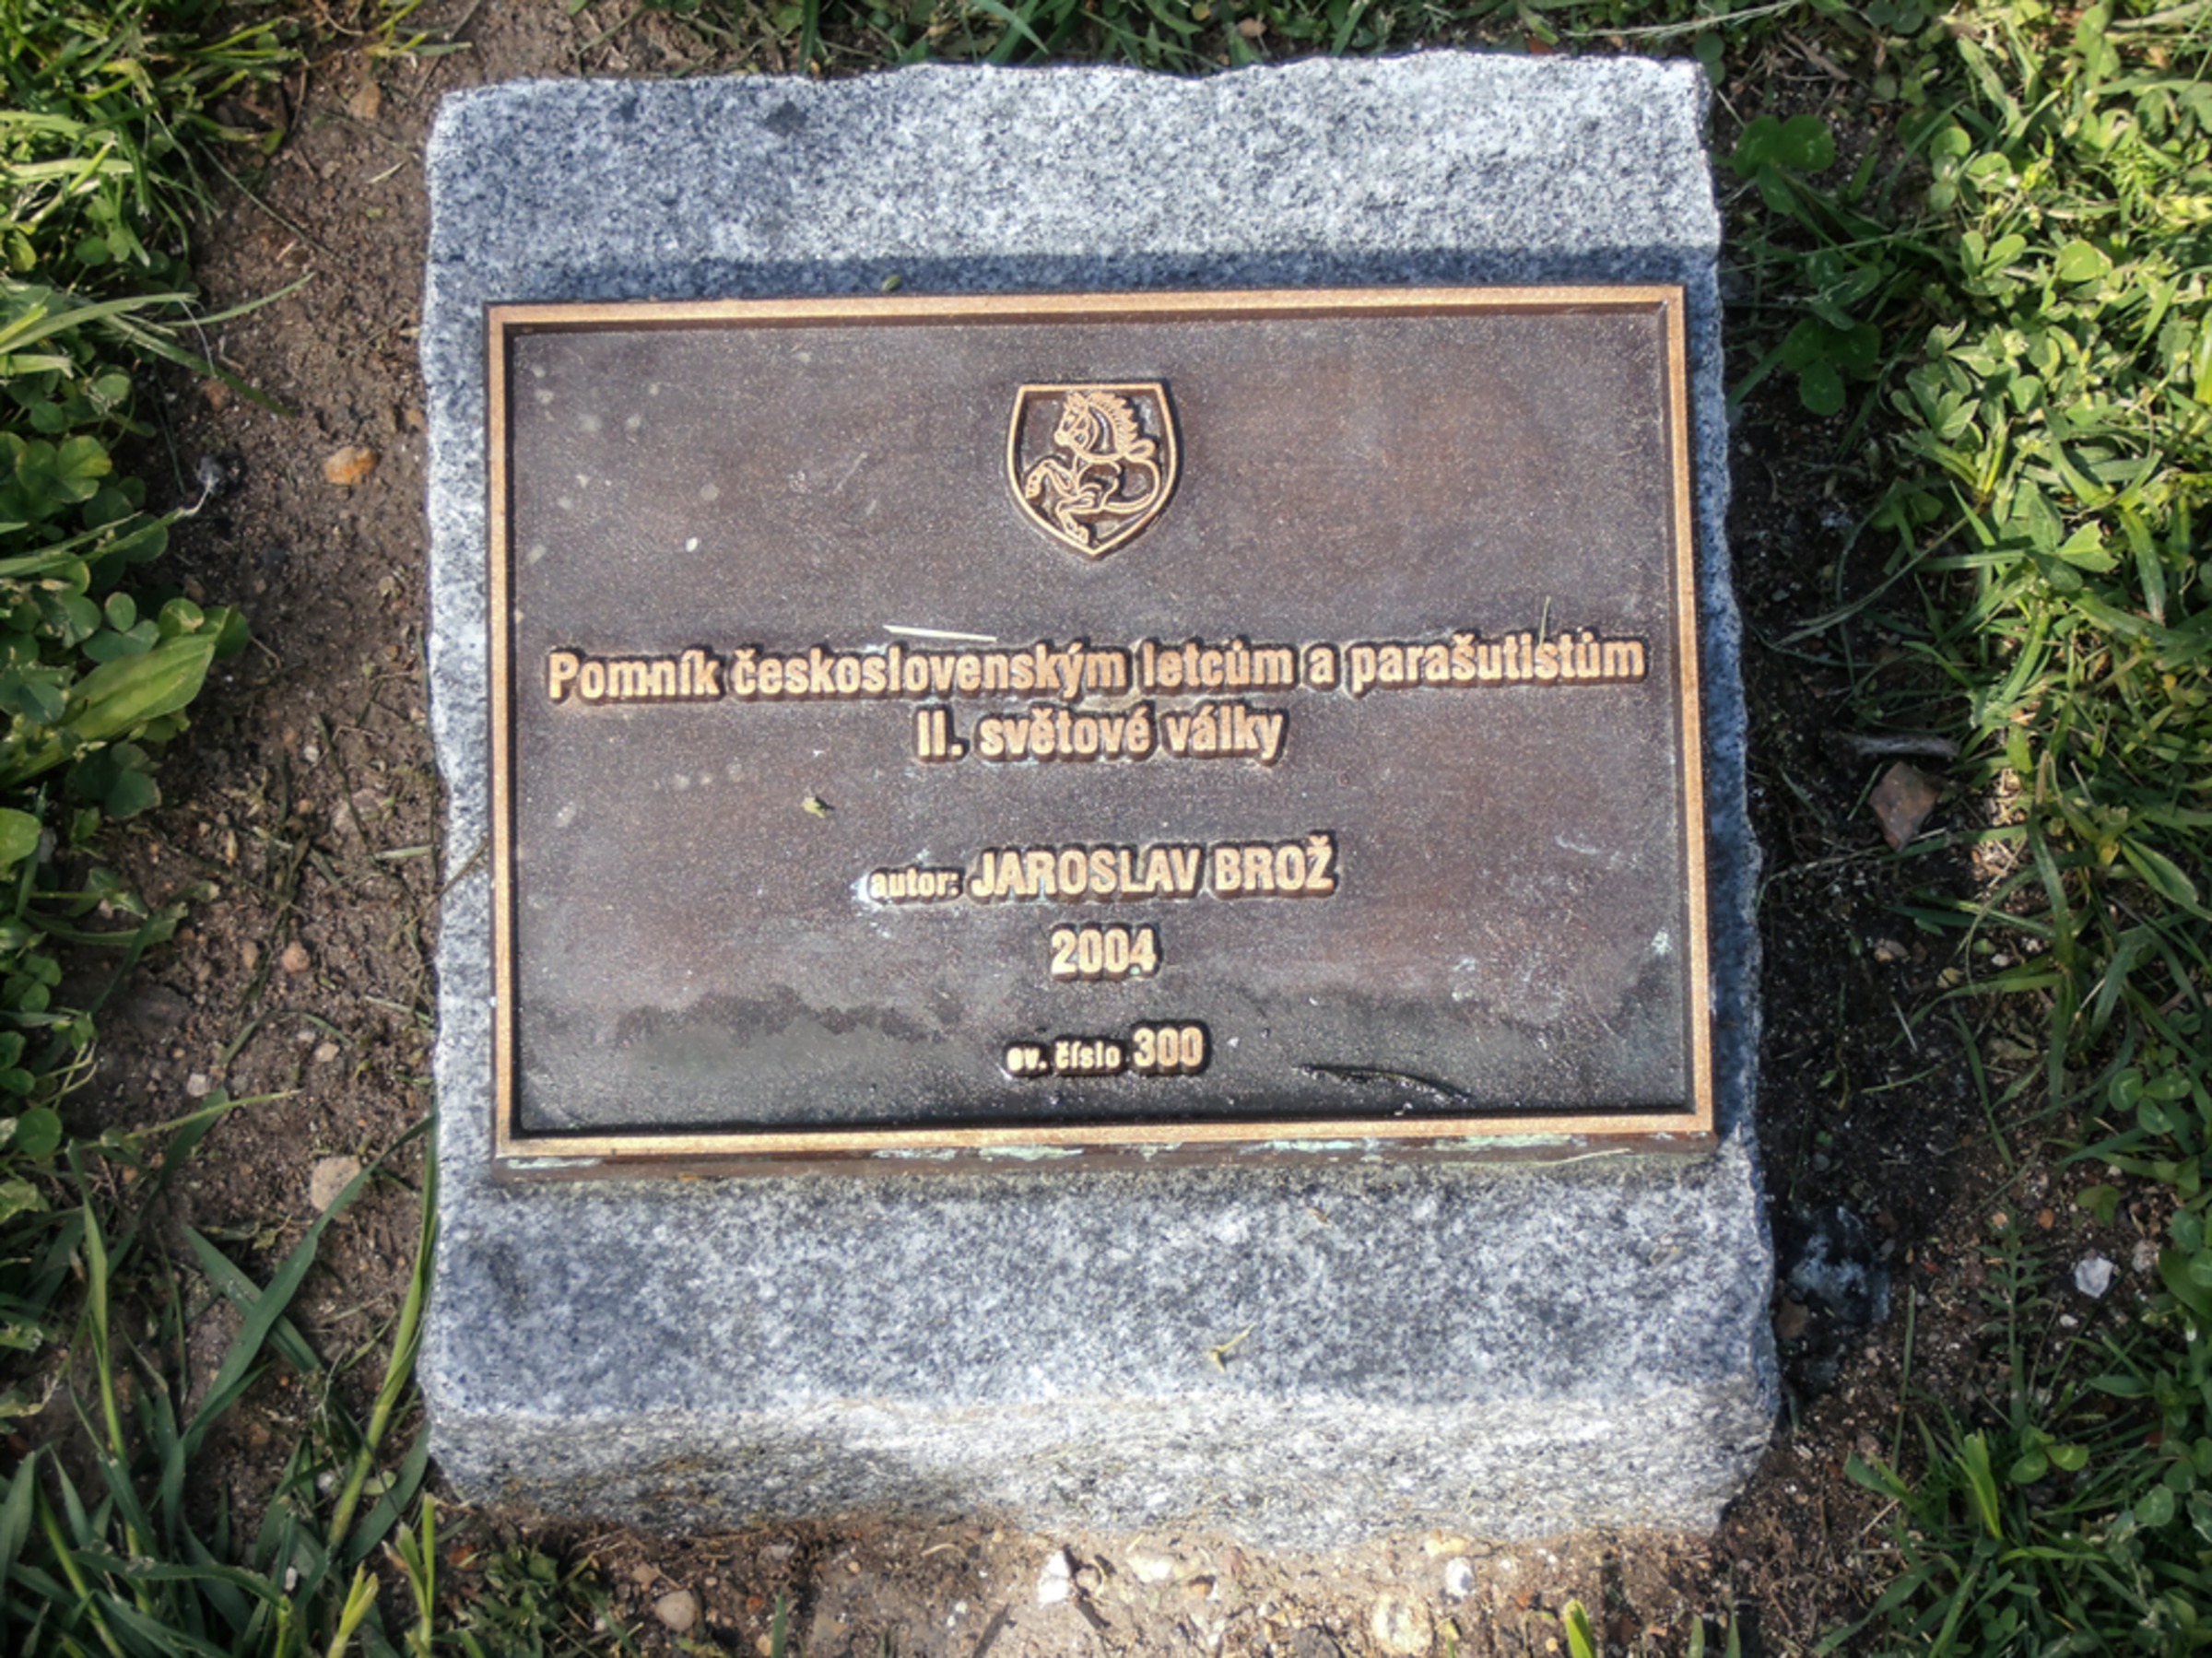 Pomník československým letcům a parašutistům
II. světové války
autor: JAROSLAV BROŽ
2004
ev. číslo 300